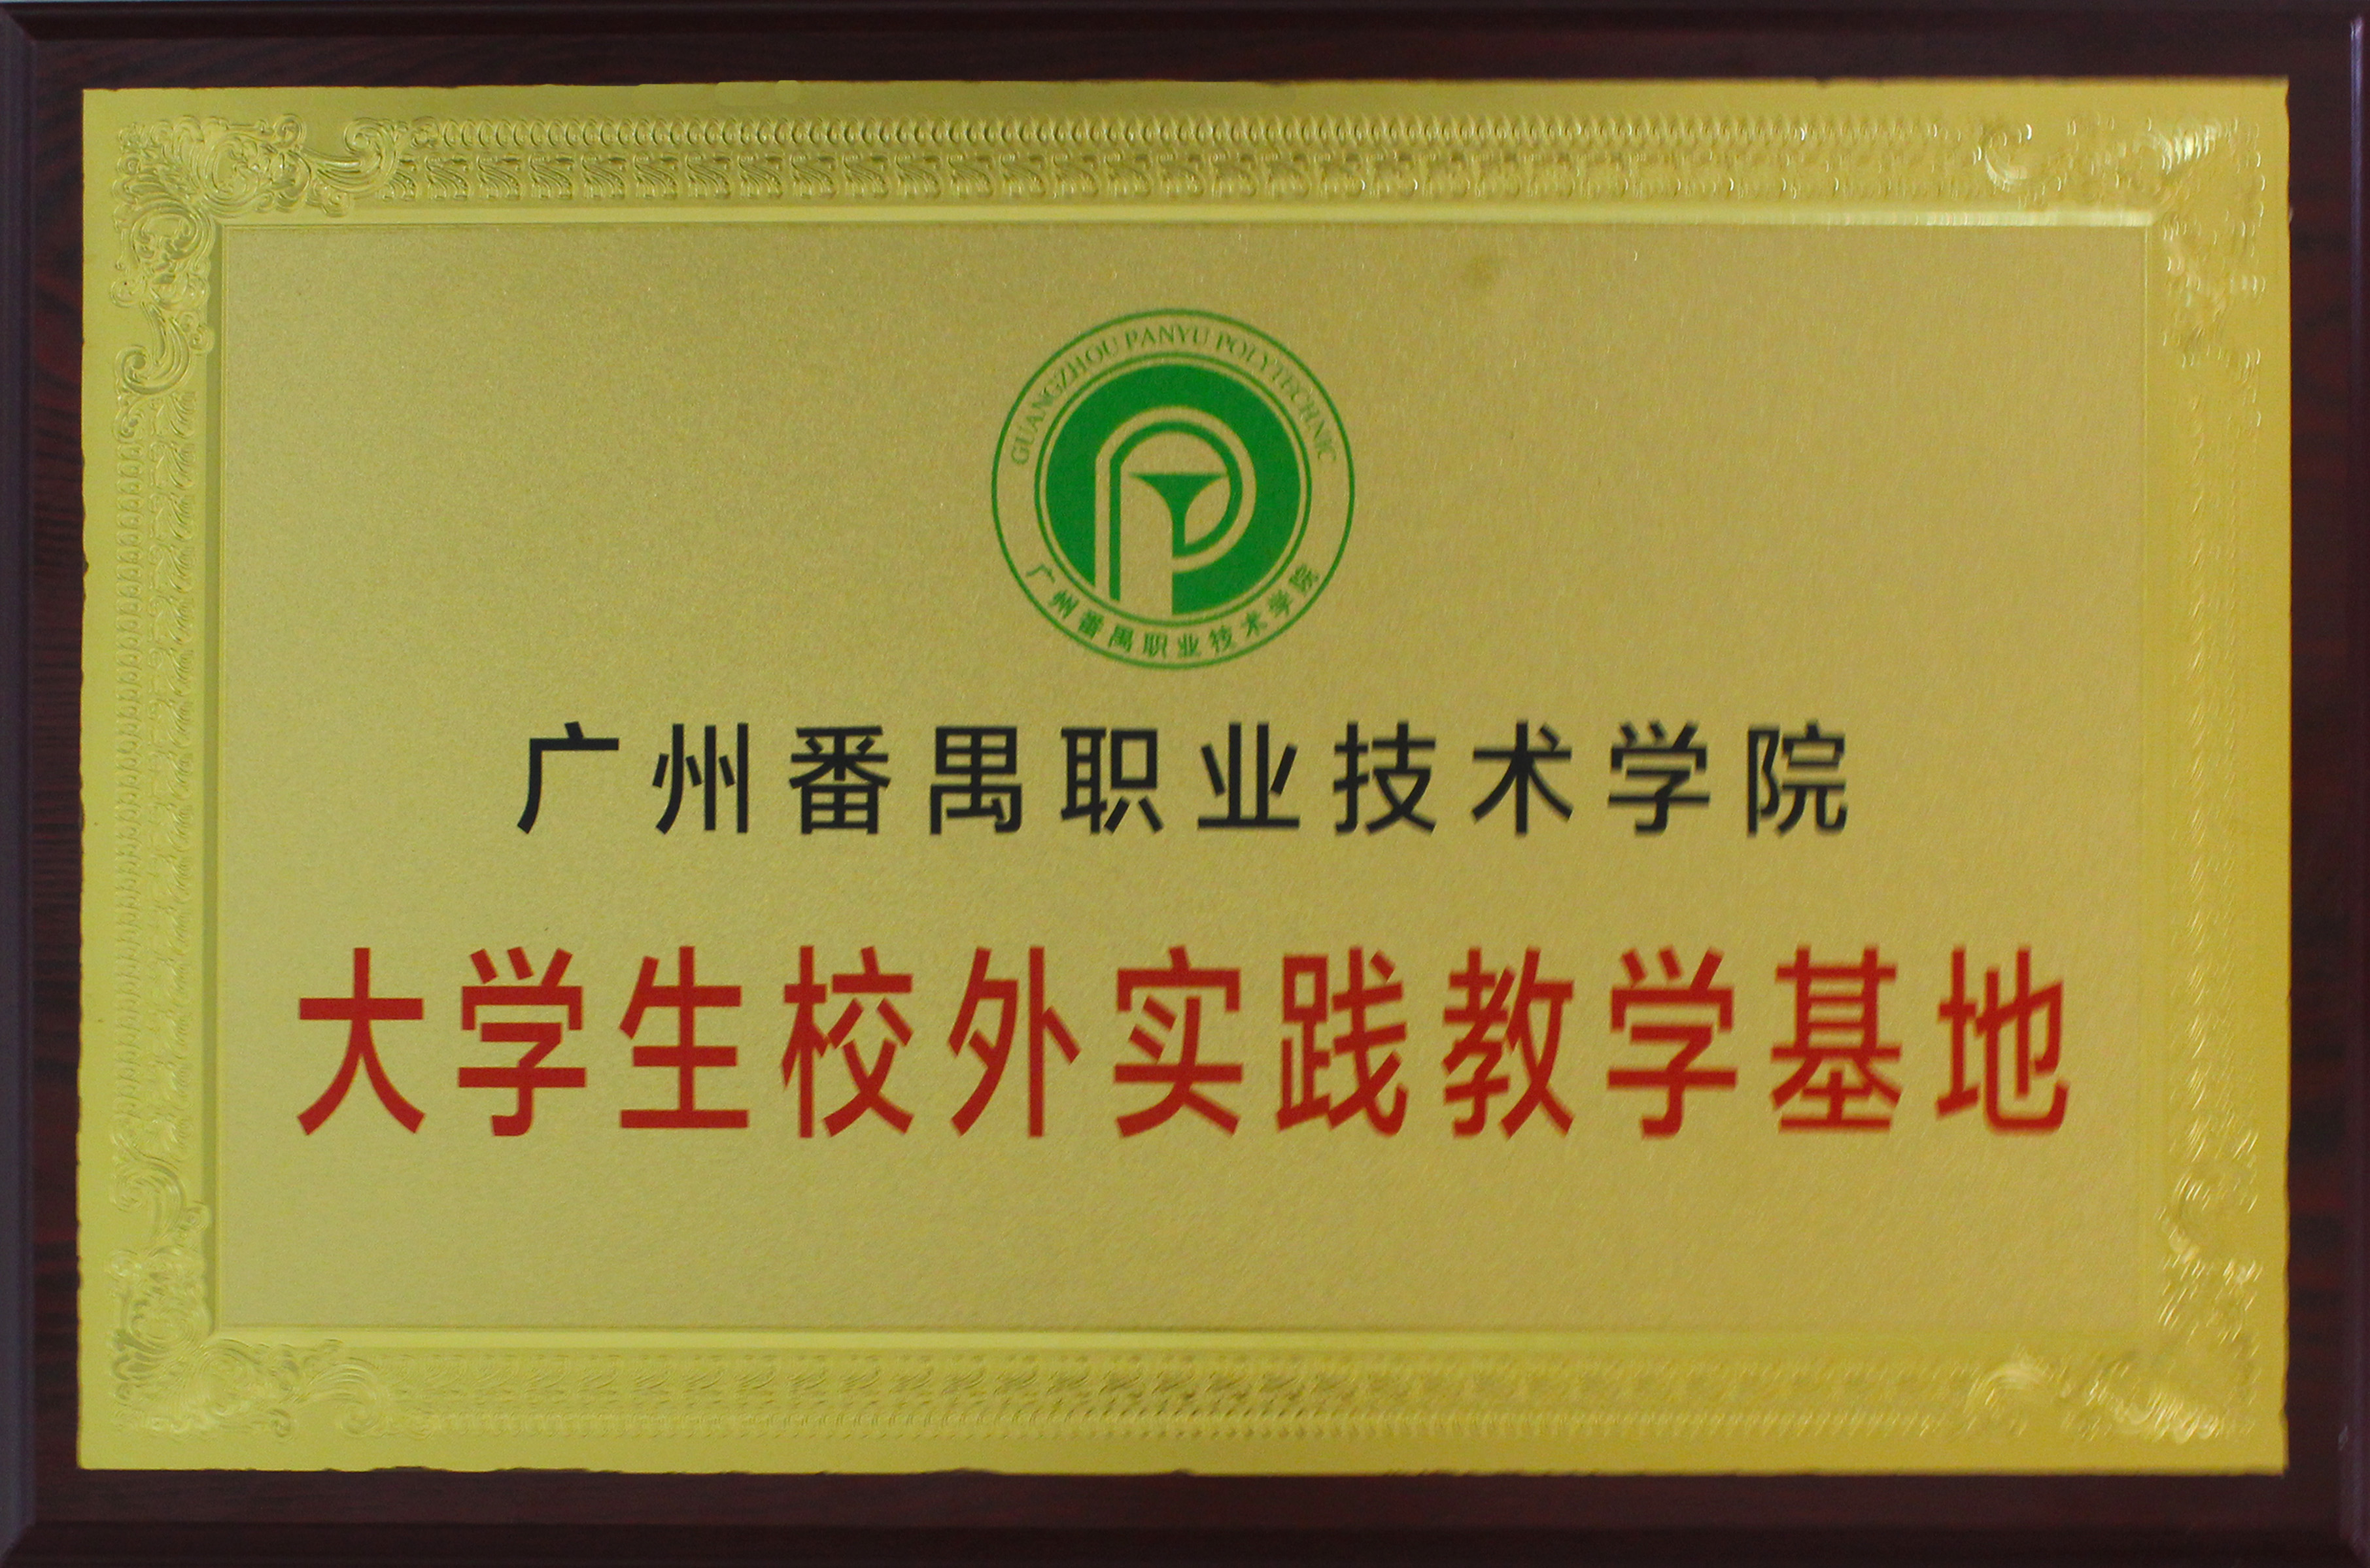 GUANGZHOU PANYU POLYTECHNIC
广州番禺职业技术学院
广州番禺职业技术学院
大学生校外实践教学基地